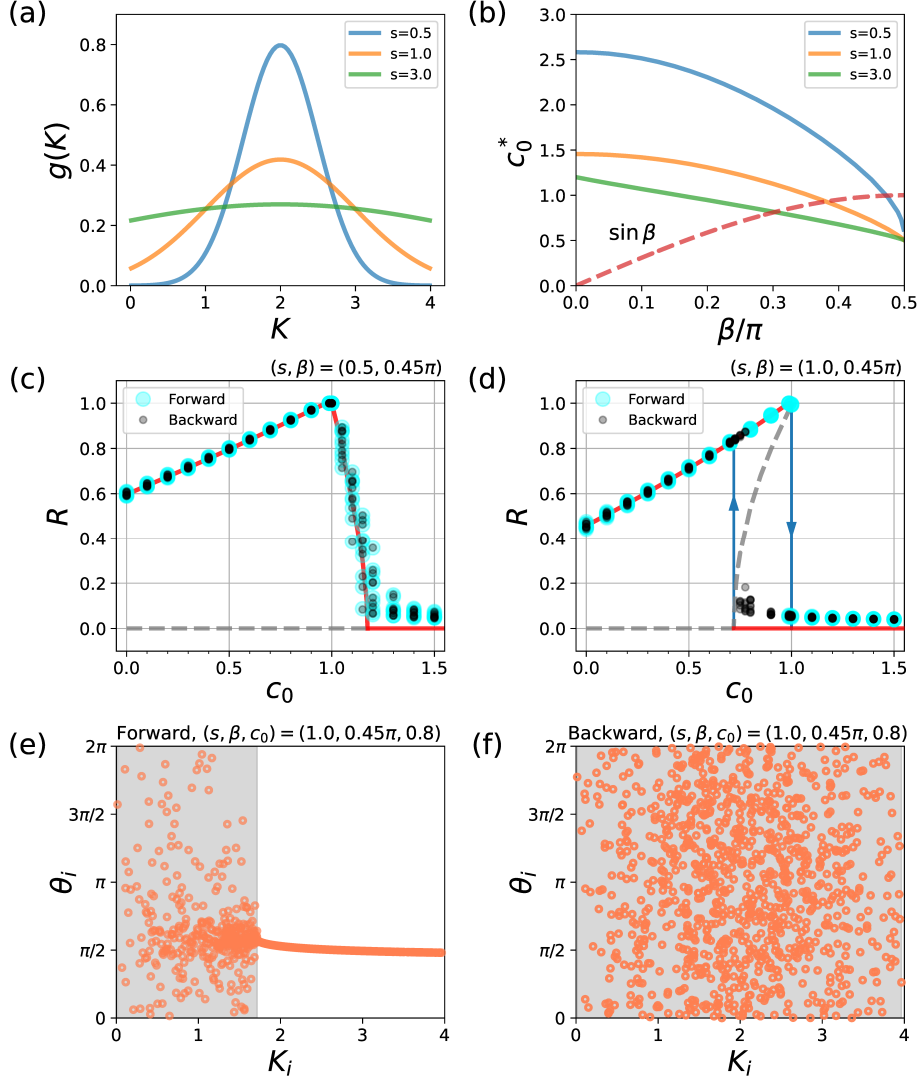 (a)
g(K)
0.8
0.6
0.4
0.2
0.0
s=0.5
s=1.0
s=3.0
0
1
2
3
4
K
(b)
c₀*
3.0
2.5
2.0
1.5
1.0
0.5
0.0
s=0.5
s=1.0
s=3.0
sin β
0.0
0.1
0.2
0.3
0.4
0.5
β/π
(c)
(s, β) = (0.5, 0.45π)
R
1.0
0.8
0.6
0.4
0.2
0.0
Forward
Backward
0.0
0.5
1.0
1.5
c₀
(d)
(s, β) = (1.0, 0.45π)
R
1.0
0.8
0.6
0.4
0.2
0.0
Forward
Backward
0.0
0.5
1.0
1.5
c₀
(e)
Forward, (s, β, c₀) = (1.0, 0.45π, 0.8)
θᵢ
2π
3π/2
π
π/2
0
0
1
2
3
4
Kᵢ
(f)
Backward, (s, β, c₀) = (1.0, 0.45π, 0.8)
θᵢ
2π
3π/2
π
π/2
0
0
1
2
3
4
Kᵢ